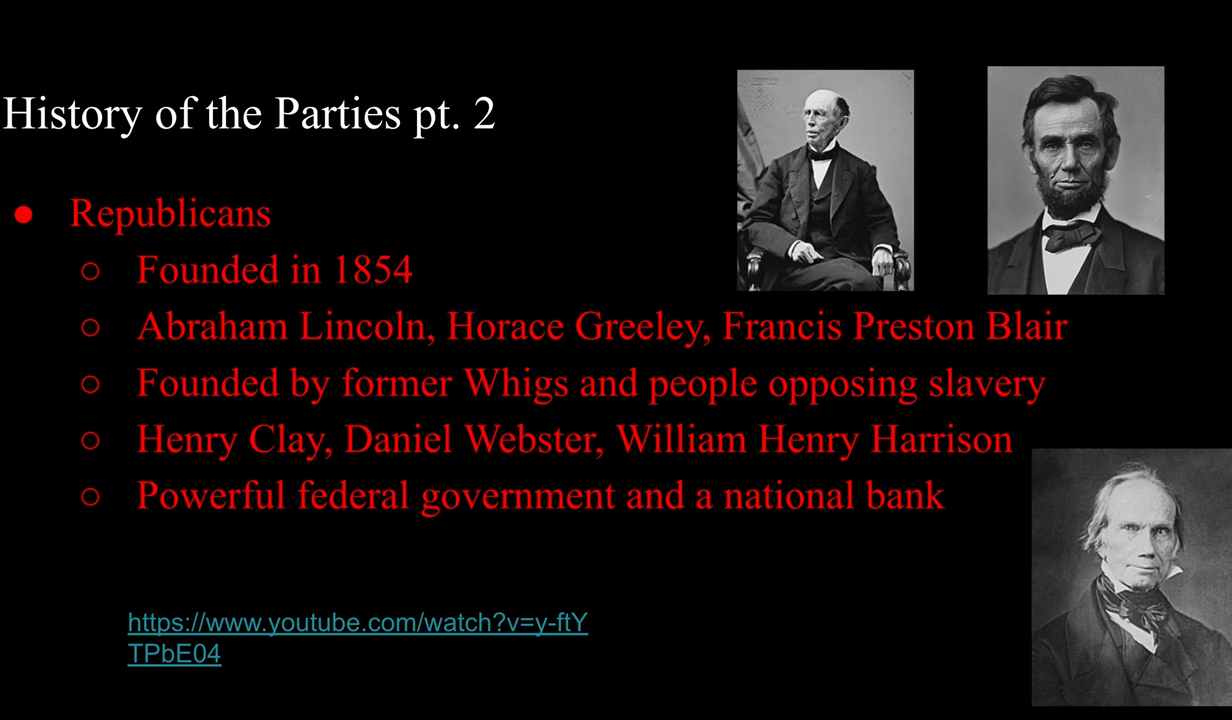 History of the Parties pt. 2
● Republicans
○ Founded in 1854
○ Abraham Lincoln, Horace Greeley, Francis Preston Blair
○ Founded by former Whigs and people opposing slavery
○ Henry Clay, Daniel Webster, William Henry Harrison
○ Powerful federal government and a national bank
https://www.youtube.com/watch?v=y-ftY
TPbE04